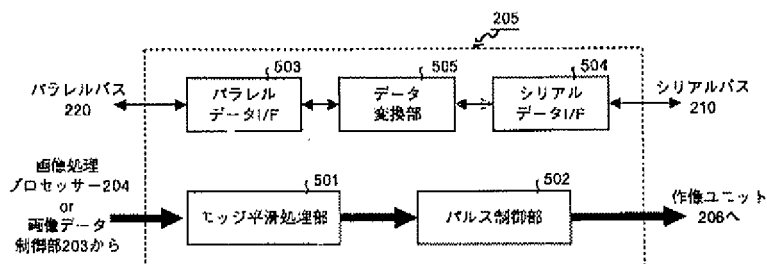 205
503
505
504
パラレルバス
220
パラレル
データI/F
データ
変換部
シリアル
データI/F
シリアルバス
210
画像処理
プロセッサー204
or
画像データ
制御部203から
501
エッジ平滑処理部
502
パルス制御部
作像ユニット
206へ